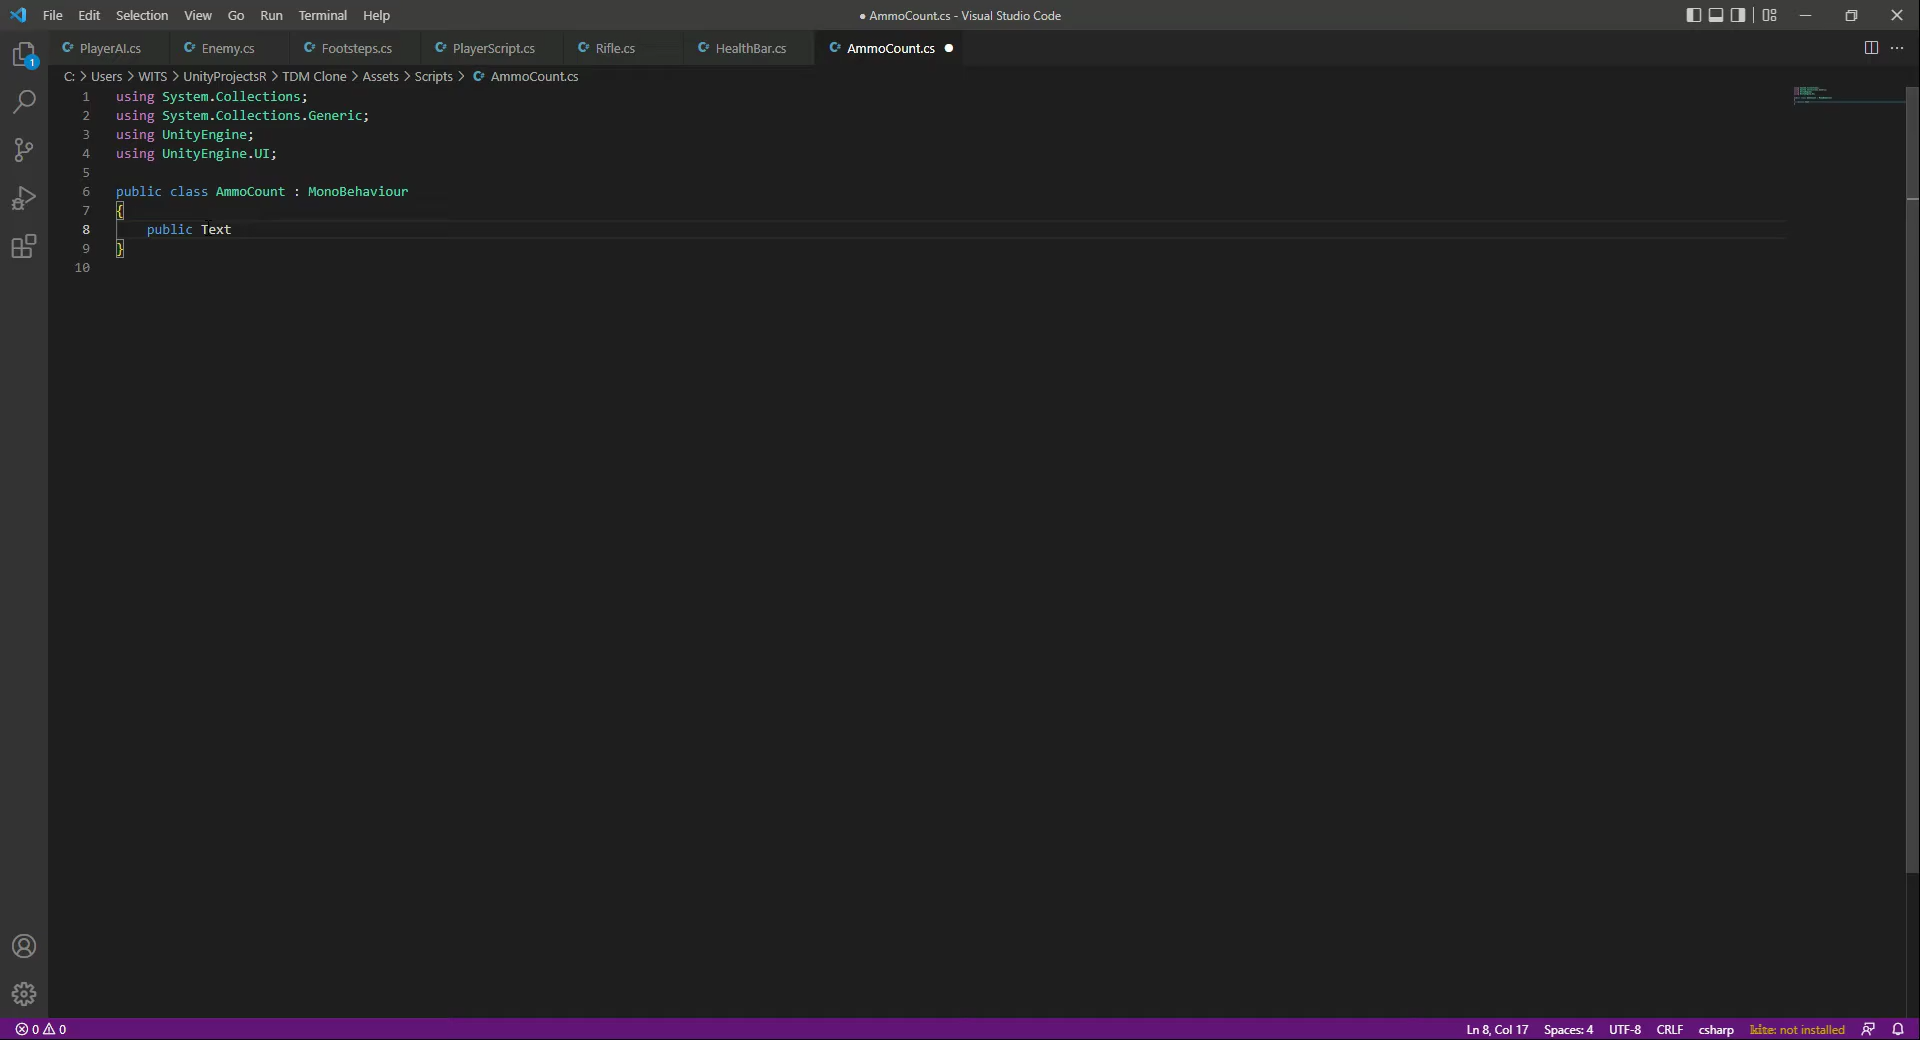 File Edit Selection View Go Run Terminal Help
● AmmoCount.cs - Visual Studio Code
PlayerAI.cs Enemy.cs Footsteps.cs PlayerScript.cs Rifle.cs HealthBar.cs AmmoCount.cs
C: > Users > WITS > UnityProjectsR > TDM Clone > Assets > Scripts > AmmoCount.cs
1 using System.Collections;
2 using System.Collections.Generic;
3 using UnityEngine;
4 using UnityEngine.UI;
5
6 public class AmmoCount : MonoBehaviour
7 {
8 public Text
9 }
10
1
0 0
Ln 8, Col 17 Spaces: 4 UTF-8 CRLF csharp kite: not installed